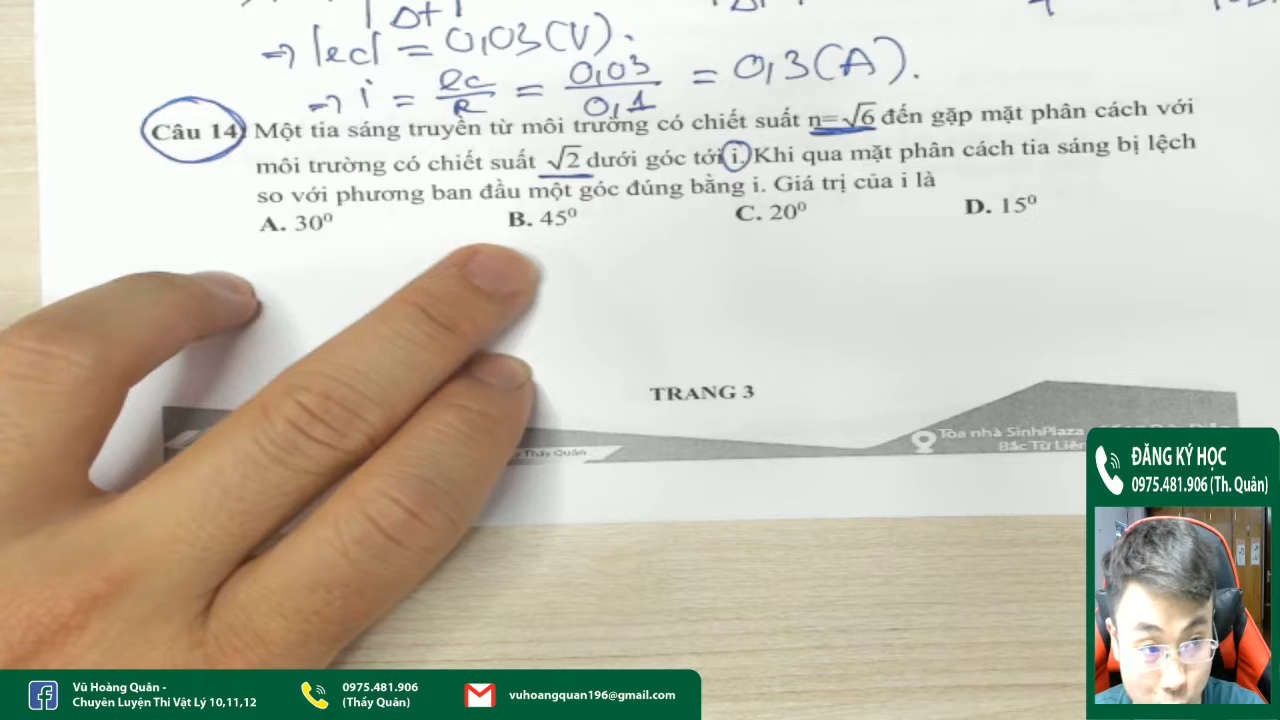 Δt
⇒ |ec| = 0,03 (V).
⇒ i = ec/R = 0,03/0,1 = 0,3 (A).
Câu 14) Một tia sáng truyền từ môi trường có chiết suất n=√6 đến gặp mặt phân cách với
môi trường có chiết suất √2 dưới góc tới i. Khi qua mặt phân cách tia sáng bị lệch
so với phương ban đầu một góc đúng bằng i. Giá trị của i là
A. 30⁰ B. 45⁰ C. 20⁰ D. 15⁰
TRANG 3
Thầy Quân
Tòa nhà SinhPlaza
Bắc Từ Liêm
ĐĂNG KÝ HỌC
0975.481.906 (Th. Quân)
Vũ Hoàng Quân -
Chuyên Luyện Thi Vật Lý 10,11,12
0975.481.906
(Thầy Quân)
vuhoangquan196@gmail.com